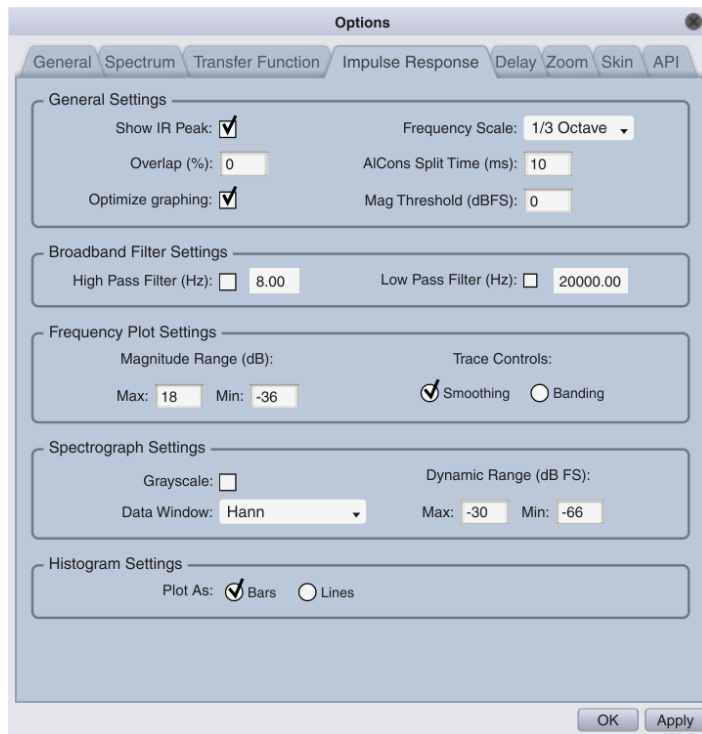 Options
General Spectrum Transfer Function Impulse Response Delay Zoom Skin API
General Settings
Show IR Peak: Frequency Scale: 1/3 Octave
Overlap (%): 0 AlCons Split Time (ms): 10
Optimize graphing: Mag Threshold (dBFS): 0
Broadband Filter Settings
High Pass Filter (Hz): 8.00 Low Pass Filter (Hz): 20000.00
Frequency Plot Settings
Magnitude Range (dB): Trace Controls:
Max: 18 Min: -36 Smoothing Banding
Spectrograph Settings
Grayscale: Dynamic Range (dB FS):
Data Window: Hann Max: -30 Min: -66
Histogram Settings
Plot As: Bars Lines
OK Apply